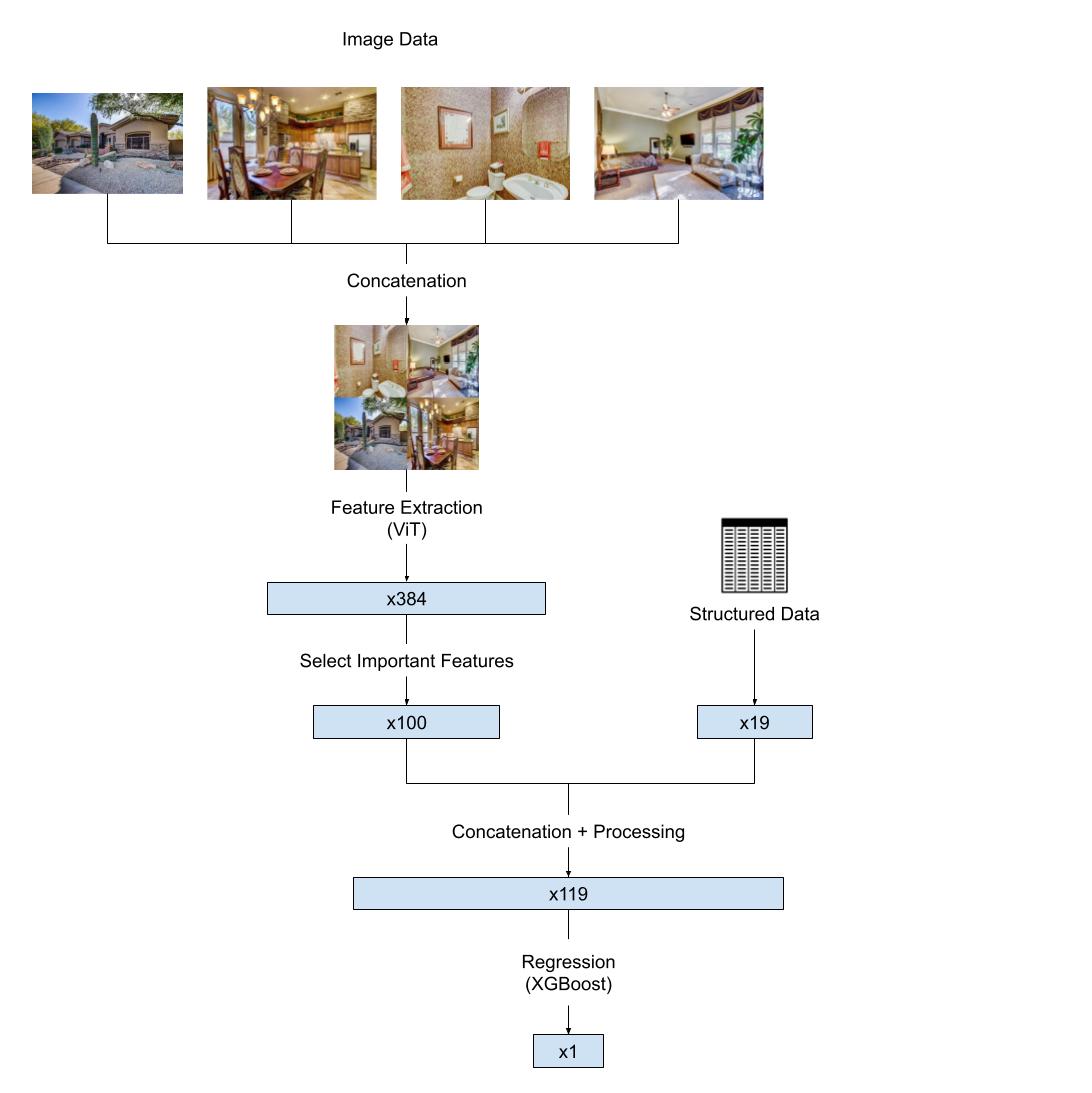 Image Data
Concatenation
Feature Extraction
(ViT)
x384
Structured Data
Select Important Features
x100
x19
Concatenation + Processing
x119
Regression
(XGBoost)
x1